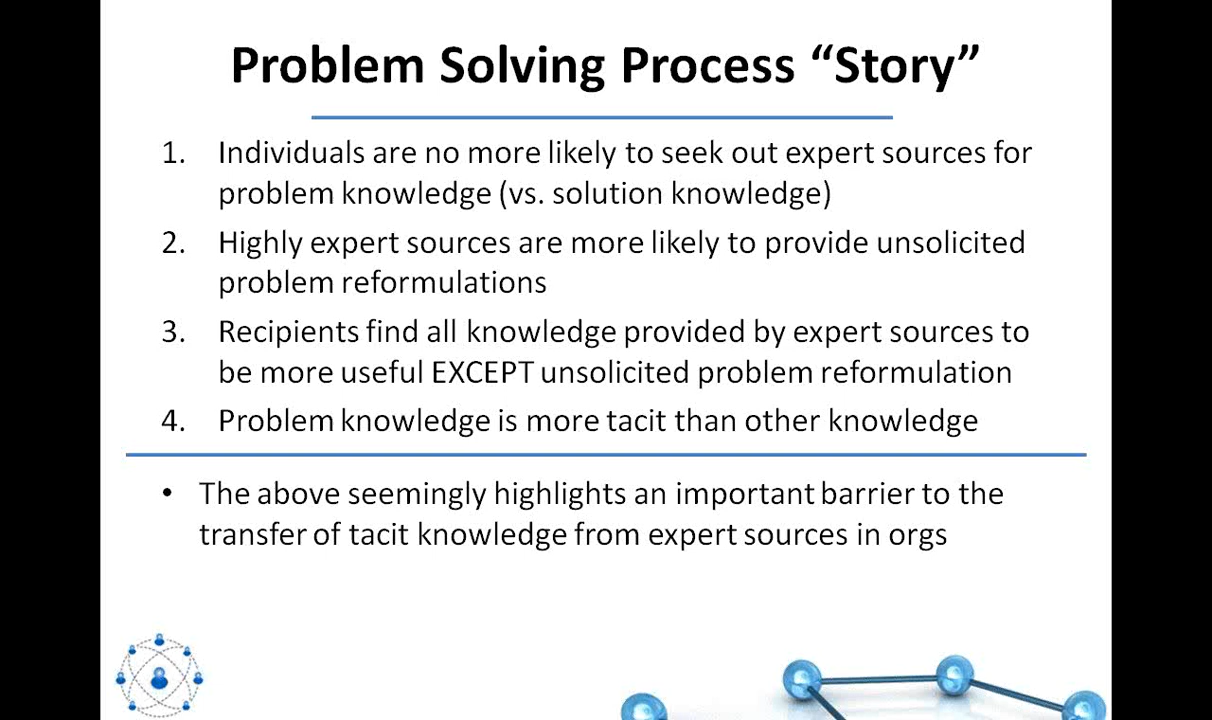 Problem Solving Process “Story”
1. Individuals are no more likely to seek out expert sources for
problem knowledge (vs. solution knowledge)
2. Highly expert sources are more likely to provide unsolicited
problem reformulations
3. Recipients find all knowledge provided by expert sources to
be more useful EXCEPT unsolicited problem reformulation
4. Problem knowledge is more tacit than other knowledge
• The above seemingly highlights an important barrier to the
transfer of tacit knowledge from expert sources in orgs